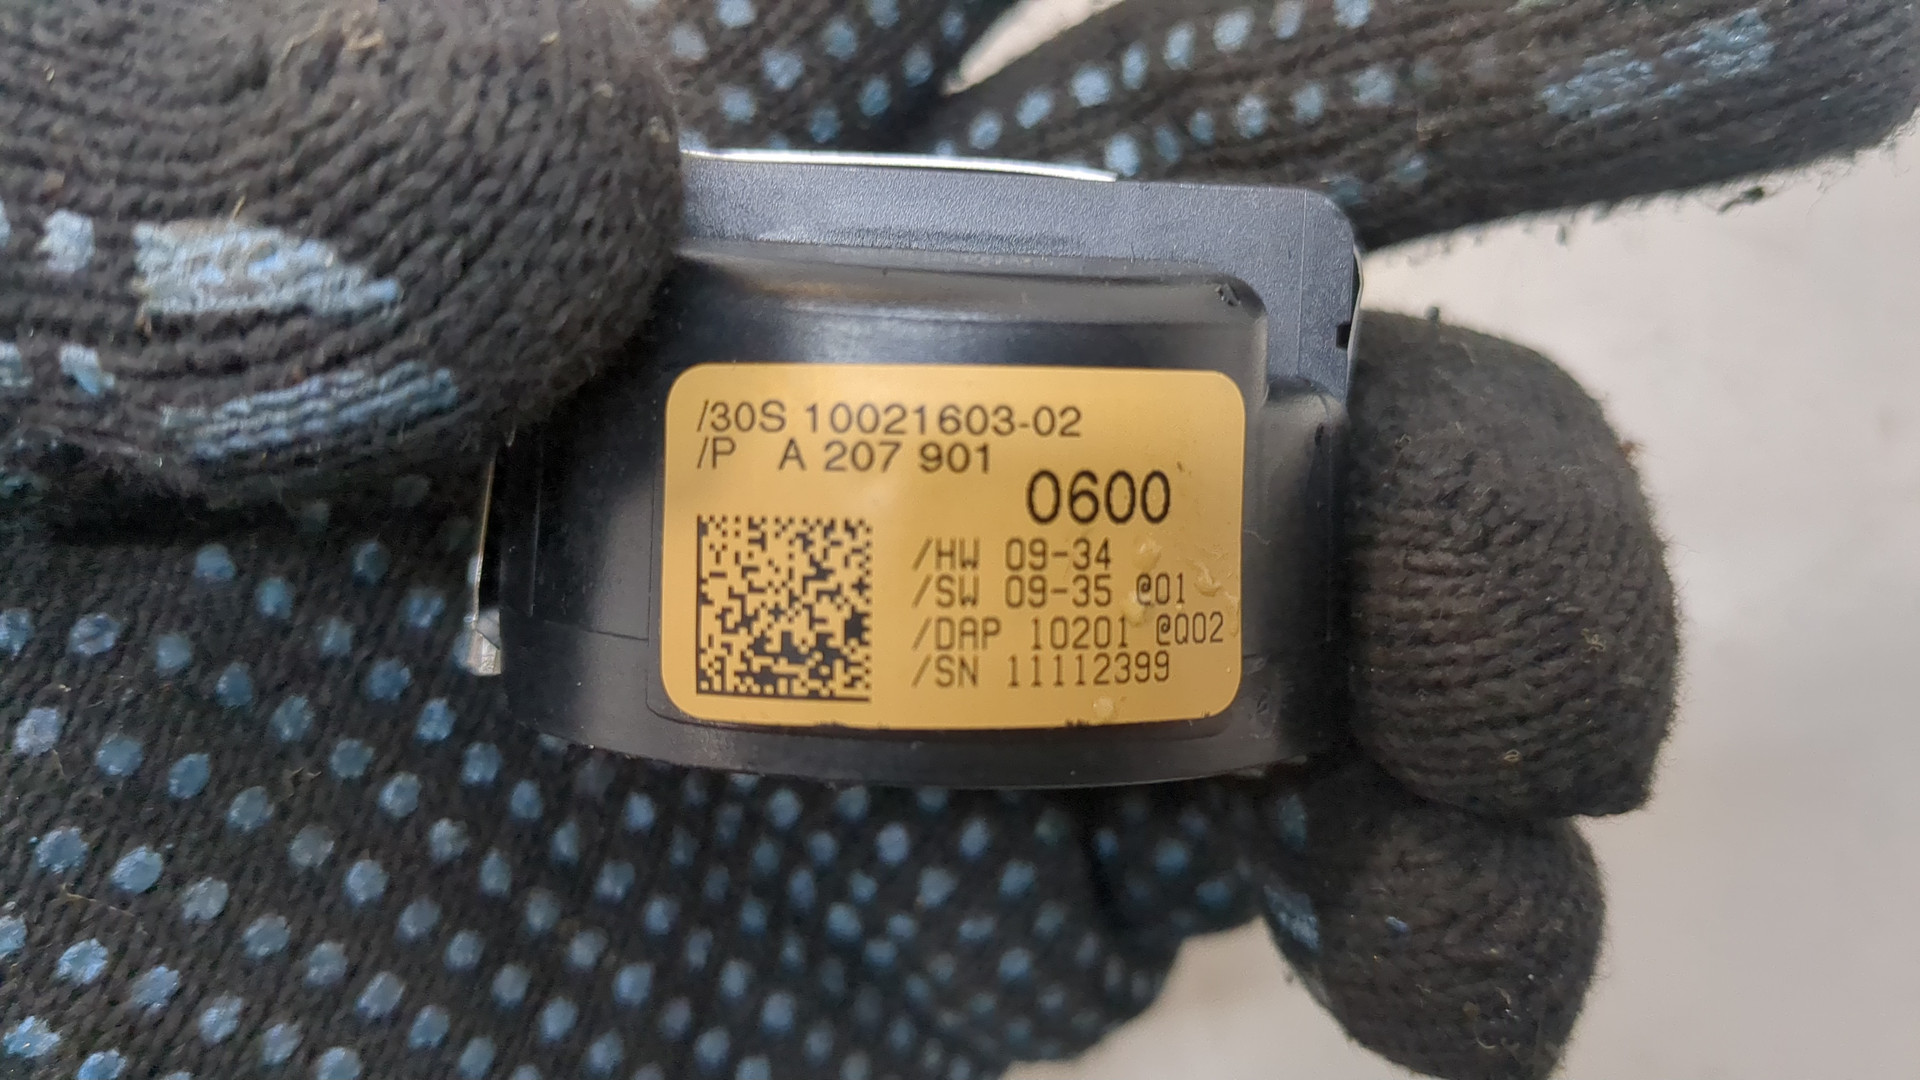 /30S 10021603-02
/P A 207 901
0600
/HW 09-34
/SW 09-35 @01
/DAP 10201 @Q02
/SN 11112399